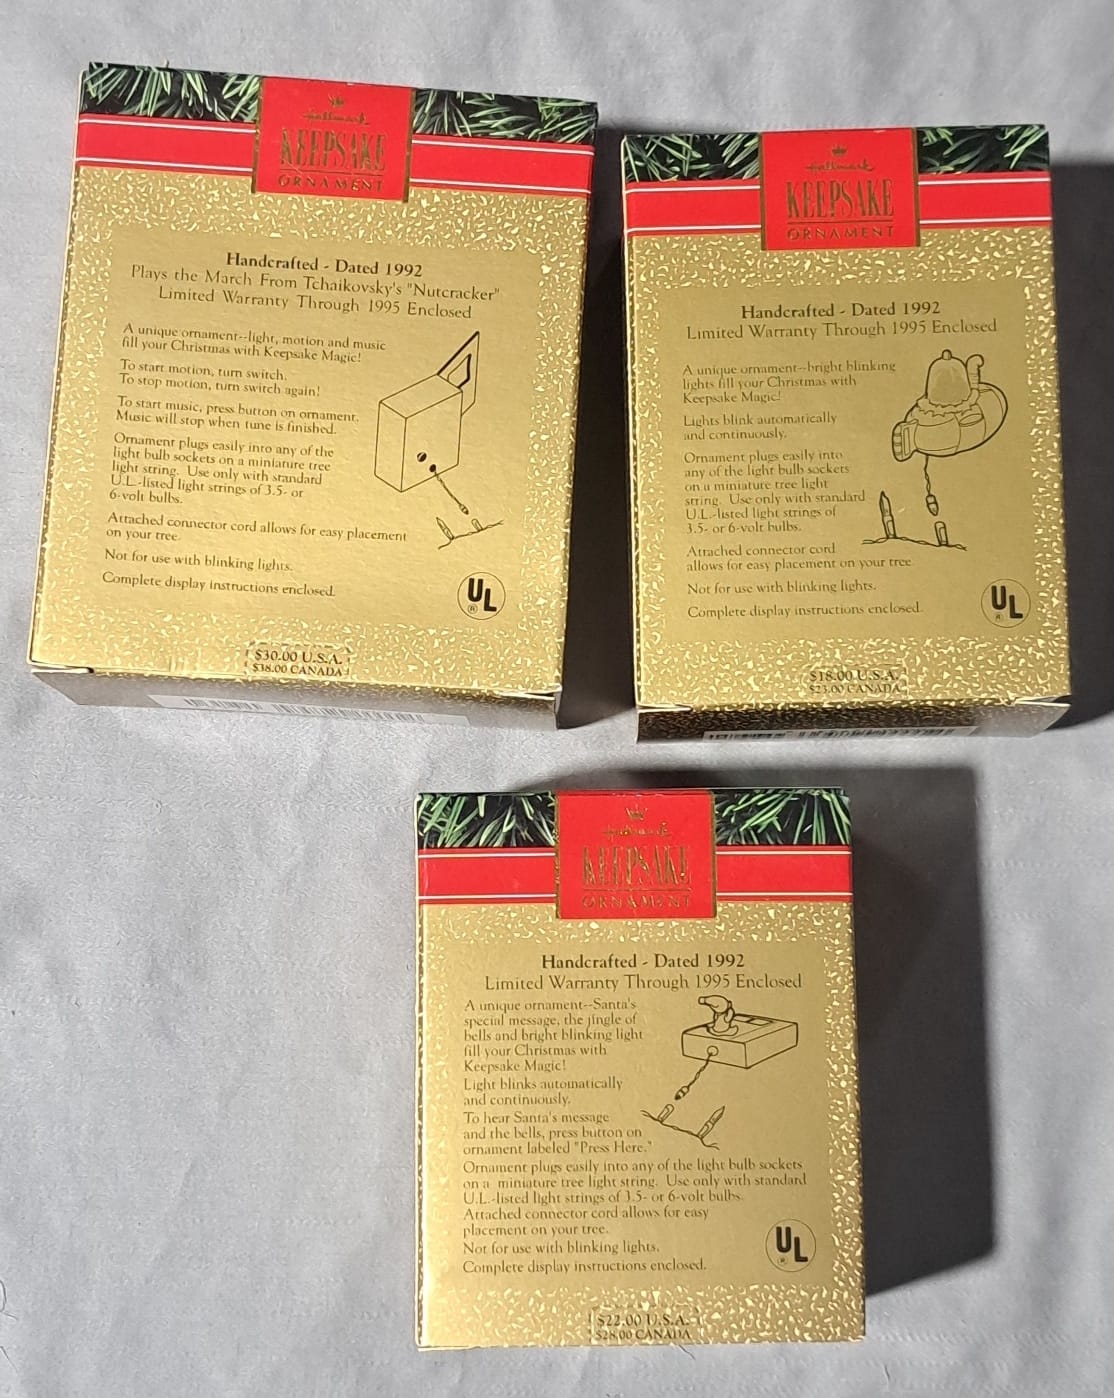 Hallmark
KEEPSAKE
ORNAMENT
Handcrafted - Dated 1992
Plays the March From Tchaikovsky's "Nutcracker"
Limited Warranty Through 1995 Enclosed
A unique ornament--light, motion and music
fill your Christmas with Keepsake Magic!
To start motion, turn switch.
To stop motion, turn switch again!
To start music, press button on ornament.
Music will stop when tune is finished.
Ornament plugs easily into any of the
light bulb sockets on a miniature tree
light string. Use only with standard
U.L.-listed light strings of 3.5- or
6-volt bulbs.
Attached connector cord allows for easy placement
on your tree.
Not for use with blinking lights.
Complete display instructions enclosed.
UL
®
$30.00 U.S.A.
$38.00 CANADA
Hallmark
KEEPSAKE
ORNAMENT
Handcrafted - Dated 1992
Limited Warranty Through 1995 Enclosed
A unique ornament--bright blinking
lights fill your Christmas with
Keepsake Magic!
Lights blink automatically
and continuously.
Ornament plugs easily into
any of the light bulb sockets
on a miniature tree light
string. Use only with standard
U.L.-listed light strings of
3.5- or 6-volt bulbs.
Attached connector cord
allows for easy placement on your tree.
Not for use with blinking lights.
Complete display instructions enclosed.
UL
®
$18.00 U.S.A.
$23.00 CANADA
Hallmark
KEEPSAKE
ORNAMENT
Handcrafted - Dated 1992
Limited Warranty Through 1995 Enclosed
A unique ornament--Santa's
special message, the jingle of
bells and bright blinking light
fill your Christmas with
Keepsake Magic!
Light blinks automatically
and continuously.
To hear Santa's message
and the bells, press button on
ornament labeled "Press Here."
Ornament plugs easily into any of the light bulb sockets
on a miniature tree light string. Use only with standard
U.L.-listed light strings of 3.5- or 6-volt bulbs.
Attached connector cord allows for easy
placement on your tree.
Not for use with blinking lights.
Complete display instructions enclosed.
UL
®
$22.00 U.S.A.
$28.00 CANADA